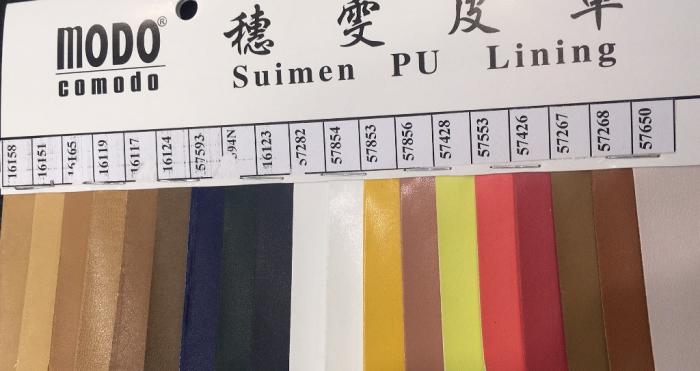 MODO®
comodo
穗雯皮革
Suimen PU Lining
16158 16151 16165 16119 16117 16124 57593 16123 57282 57854 57853 57856 57428 57553 57426 57267 57268 57650